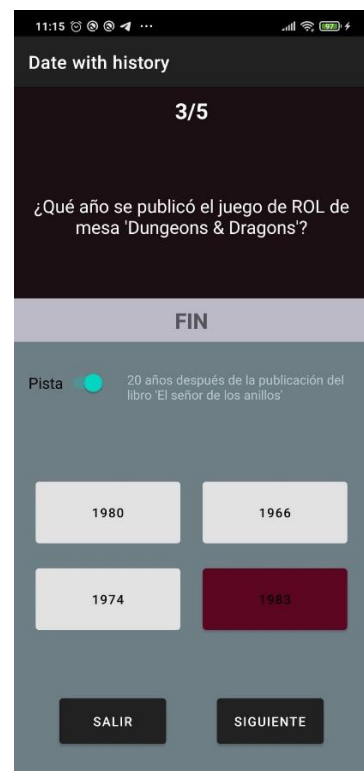 11:15
97
Date with history
3/5
¿Qué año se publicó el juego de ROL de
mesa 'Dungeons & Dragons'?
FIN
Pista
20 años después de la publicación del
libro 'El señor de los anillos'
1980
1966
1974
1983
SALIR
SIGUIENTE